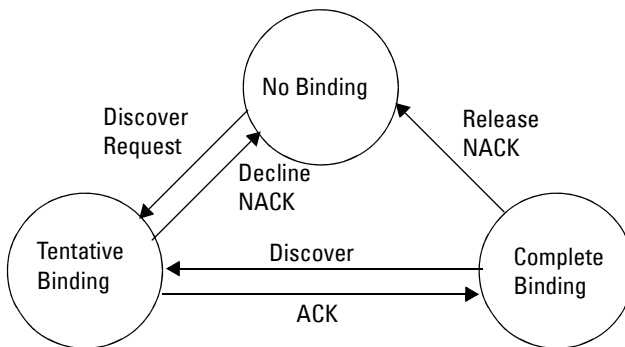 No Binding
Discover
Request
Release
NACK
Decline
NACK
Tentative
Binding
Discover
Complete
Binding
ACK